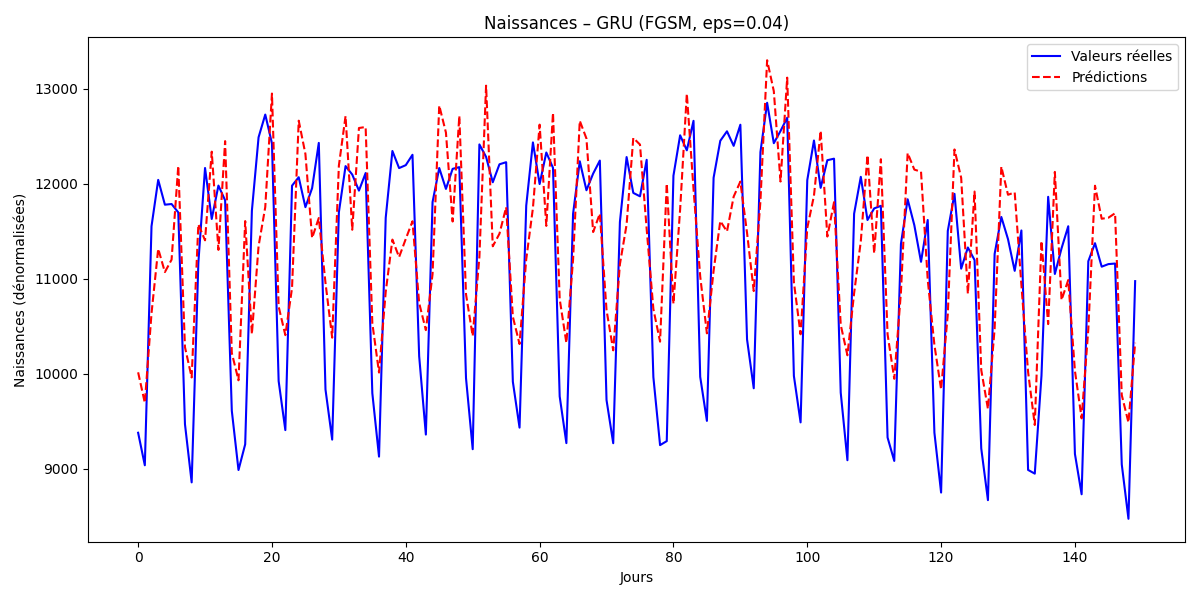 Naissances – GRU (FGSM, eps=0.04)
Valeurs réelles
Prédictions
Naissances (dénormalisées)
13000
12000
11000
10000
9000
0 20 40 60 80 100 120 140
Jours